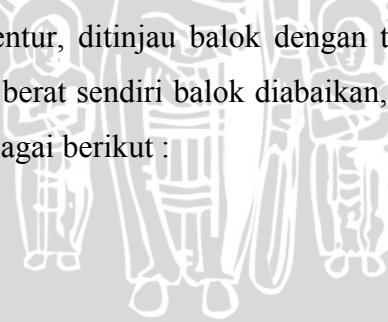 entur, ditinjau balok dengan t
berat sendiri balok diabaikan,
agai berikut :